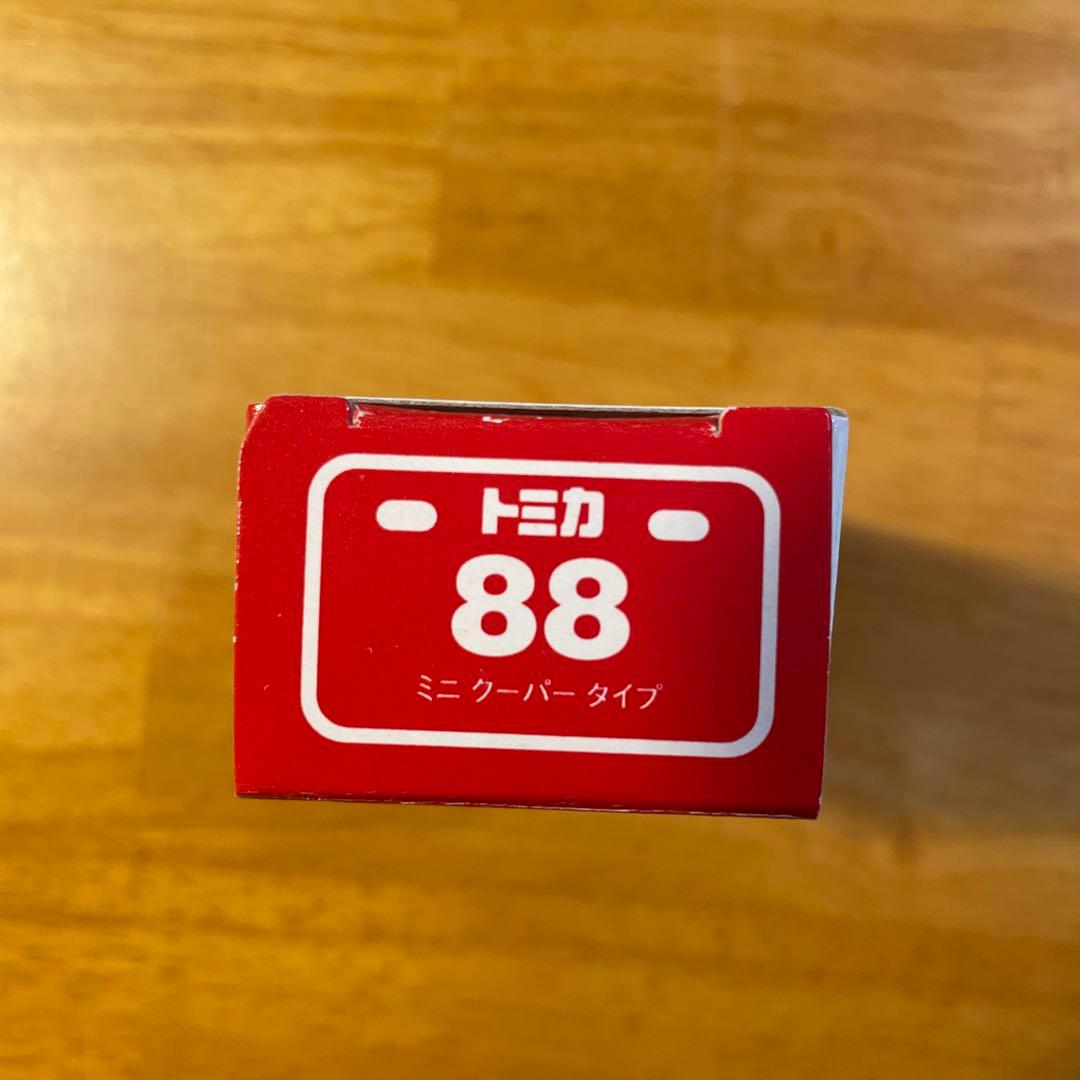 トミカ
88
ミニ クーパー タイプ